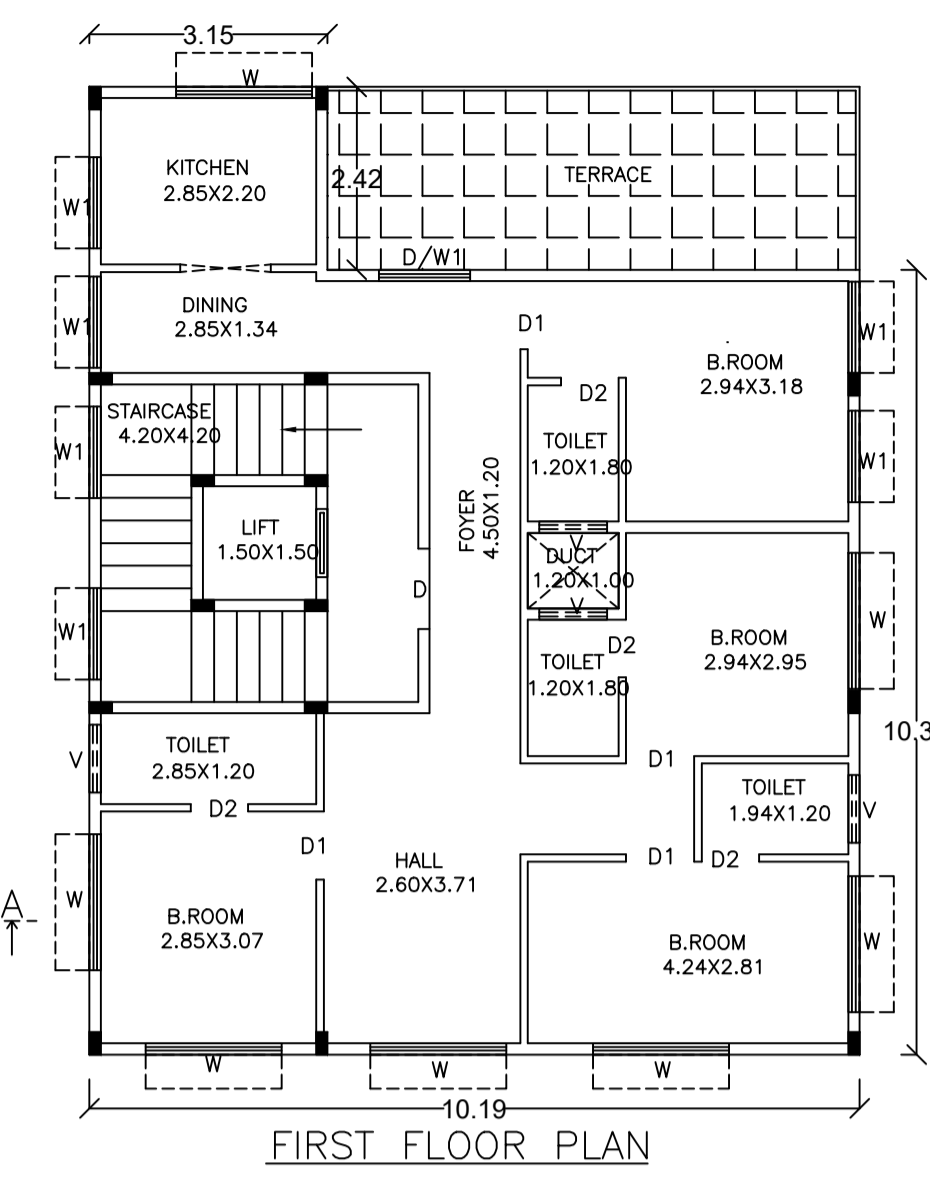 3.15
W
KITCHEN
2.85X2.20
2.42
TERRACE
W1
D/W1
DINING
2.85X1.34
W1
D1
W1
B.ROOM
2.94X3.18
D2
STAIRCASE
4.20X4.20
TOILET
1.20X1.80
W1
W1
FOYER
4.50X1.20
LIFT
1.50X1.50
V
DUCT
1.20X1.00
V
D
W
W1
D2
B.ROOM
2.94X2.95
TOILET
1.20X1.80
10.3
TOILET
2.85X1.20
V
D1
TOILET
1.94X1.20
V
D2
D1
HALL
2.60X3.71
D1
D2
W
A
B.ROOM
2.85X3.07
B.ROOM
4.24X2.81
W
W
W
W
10.19
FIRST FLOOR PLAN